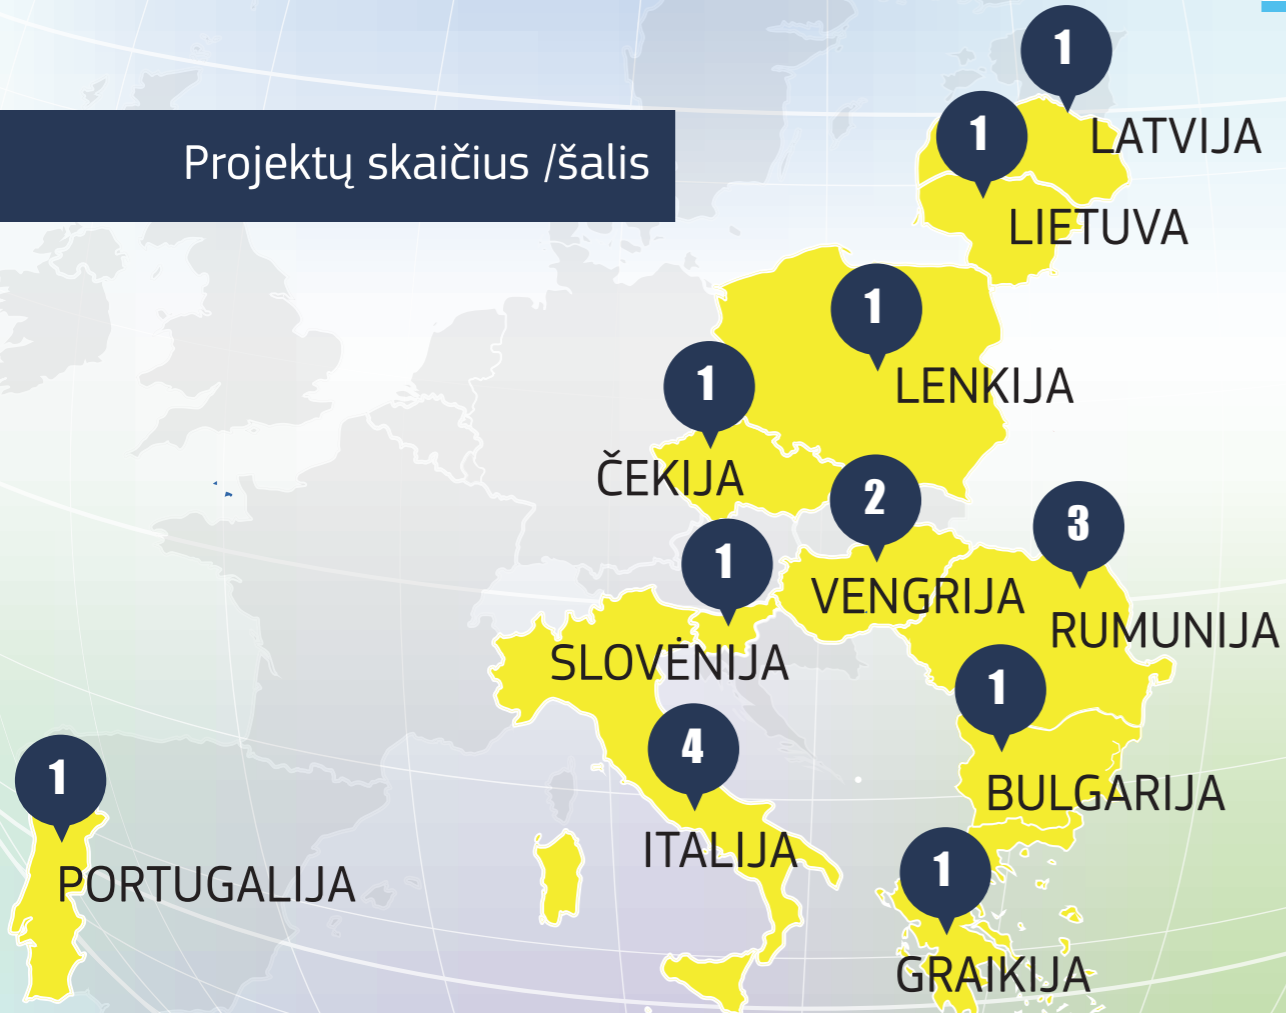 1
LATVIJA
1
LIETUVA
Projektų skaičius /šalis
1
LENKIJA
1
ČEKIJA
2
VENGRIJA
3
RUMUNIJA
1
SLOVĖNIJA
1
BULGARIJA
4
ITALIJA
1
PORTUGALIJA
1
GRAIKIJA